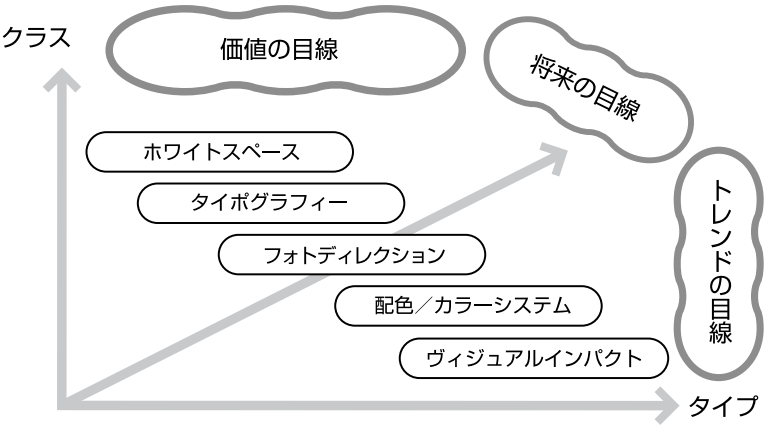 クラス
価値の目線
将来の目線
ホワイトスペース
タイポグラフィー
フォトディレクション
配色／カラーシステム
ヴィジュアルインパクト
トレンドの目線
タイプ